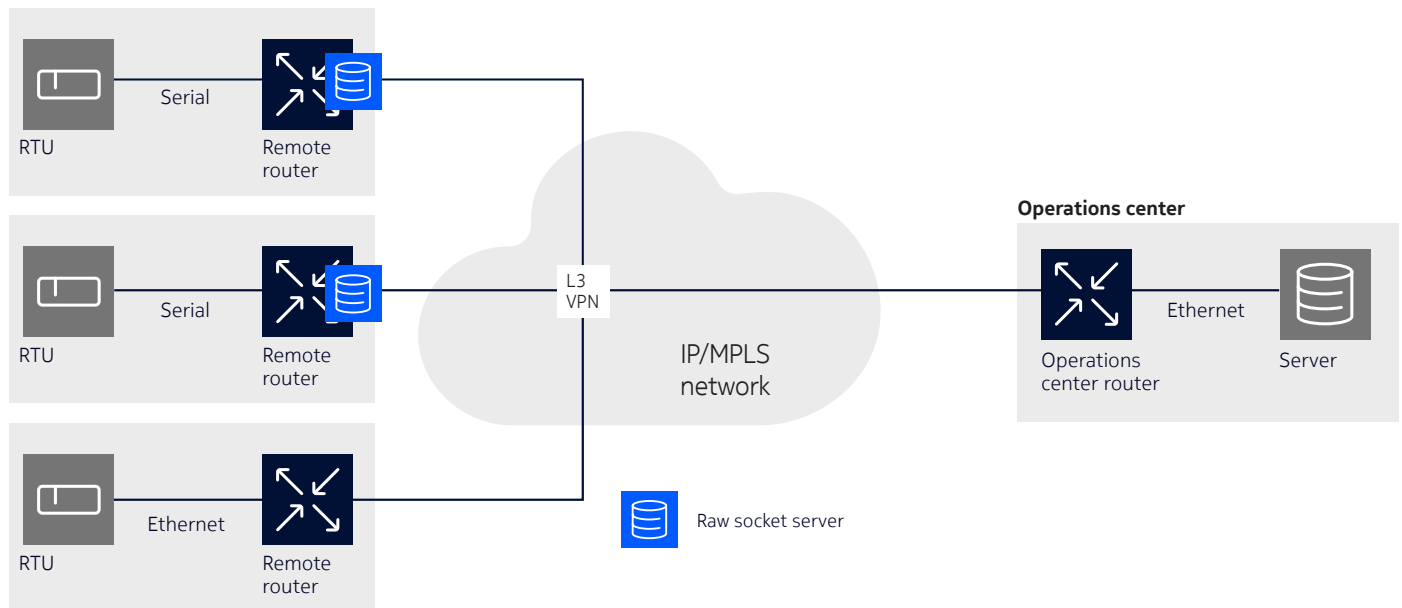 Serial
RTU
Remote
router
Serial
RTU
Remote
router
Ethernet
RTU
Remote
router
L3
VPN
IP/MPLS
network
Raw socket server
Operations center
Ethernet
Operations
center router
Server